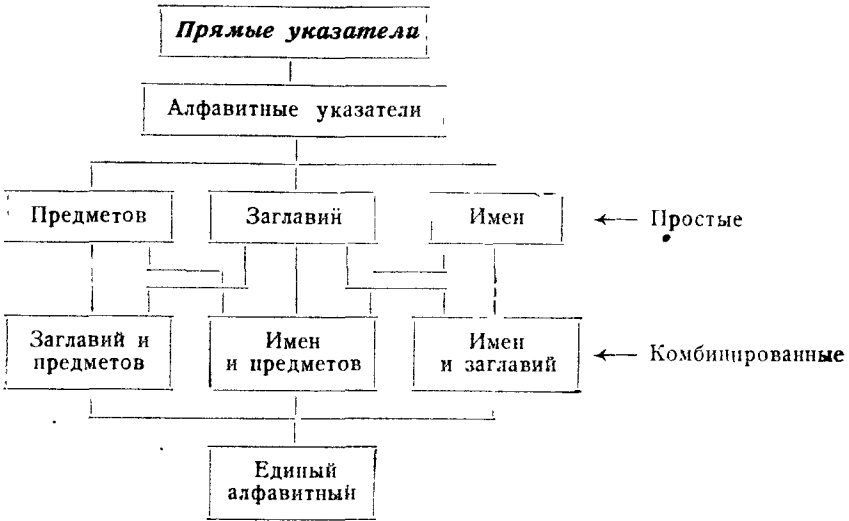 Прямые указатели
Алфавитные указатели
Предметов
Заглавий
Имен
← Простые
Заглавий и
предметов
Имен
и предметов
Имен
и заглавий
← Комбинированные
Единый
алфавитный